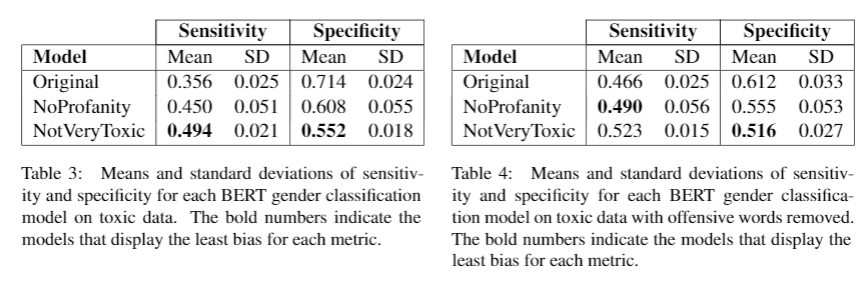 Sensitivity Specificity
Model Mean SD Mean SD
Original 0.356 0.025 0.714 0.024
NoProfanity 0.450 0.051 0.608 0.055
NotVeryToxic 0.494 0.021 0.552 0.018
Table 3: Means and standard deviations of sensitiv-
ity and specificity for each BERT gender classification
model on toxic data. The bold numbers indicate the
models that display the least bias for each metric.
Sensitivity Specificity
Model Mean SD Mean SD
Original 0.466 0.025 0.612 0.033
NoProfanity 0.490 0.056 0.555 0.053
NotVeryToxic 0.523 0.015 0.516 0.027
Table 4: Means and standard deviations of sensitiv-
ity and specificity for each BERT gender classifica-
tion model on toxic data with offensive words removed.
The bold numbers indicate the models that display the
least bias for each metric.